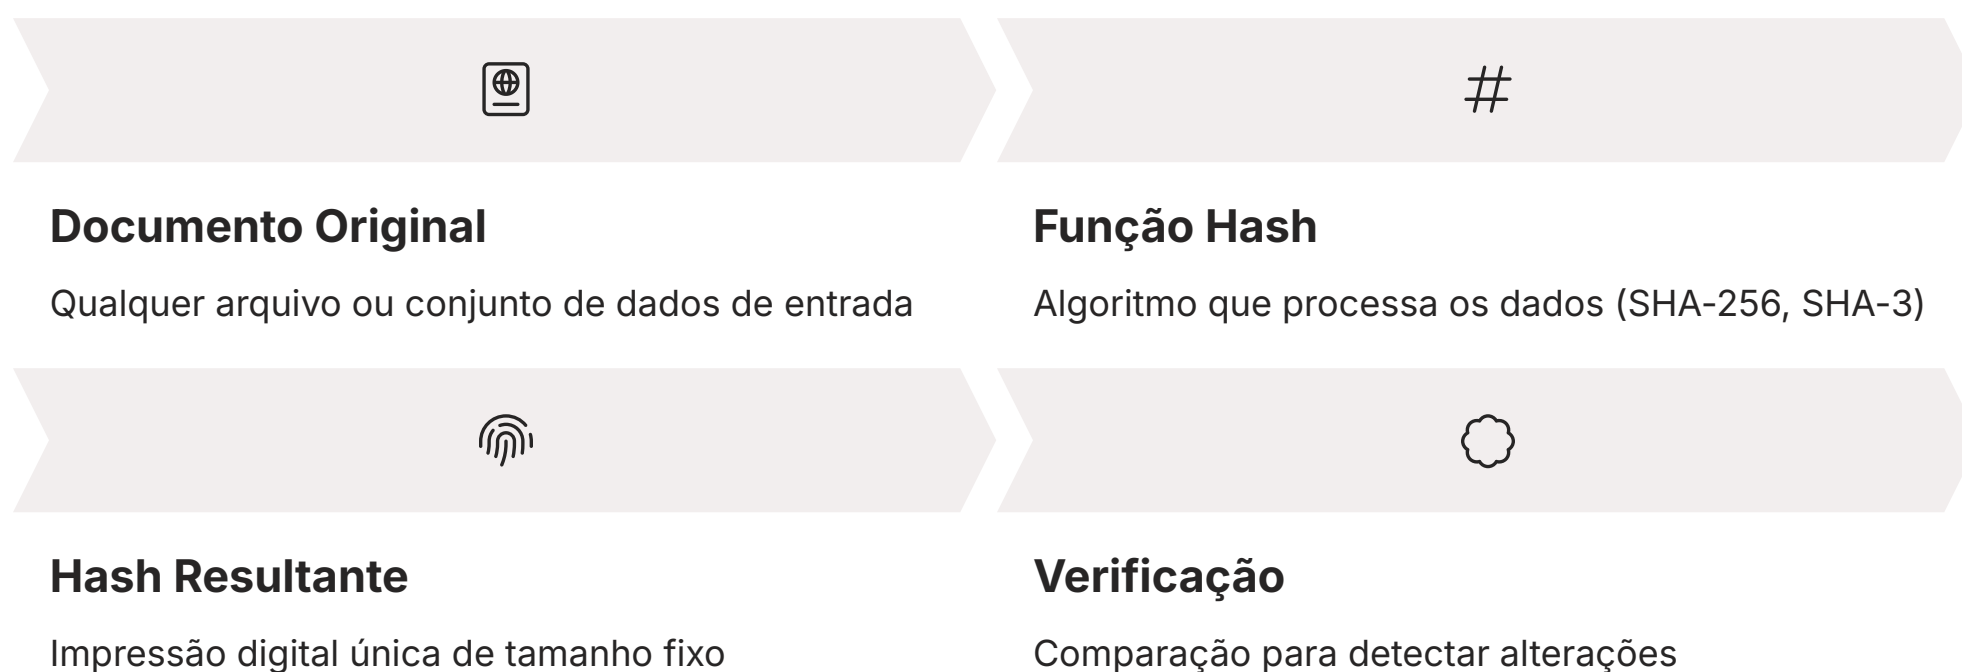 Documento Original
Qualquer arquivo ou conjunto de dados de entrada
Função Hash
Algoritmo que processa os dados (SHA-256, SHA-3)
Hash Resultante
Impressão digital única de tamanho fixo
Verificação
Comparação para detectar alterações